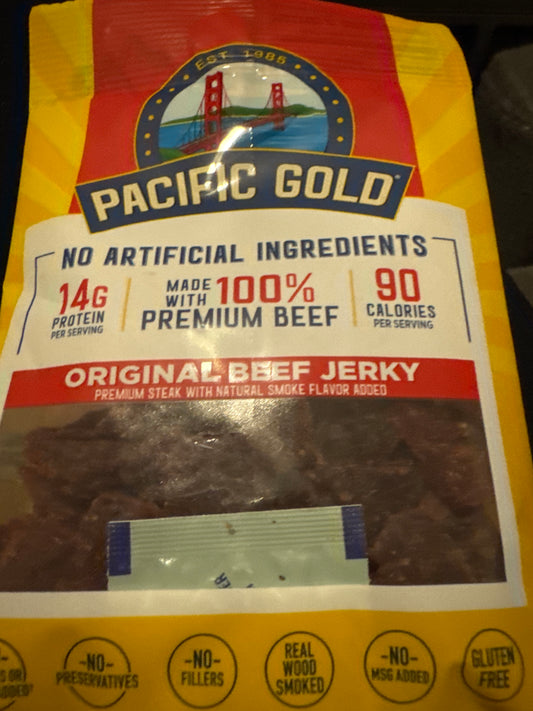 EST. 1985
PACIFIC GOLD®
NO ARTIFICIAL INGREDIENTS
14G
PROTEIN
PER SERVING
MADE
WITH 100%
PREMIUM BEEF
90
CALORIES
PER SERVING
ORIGINAL BEEF JERKY
PREMIUM STEAK WITH NATURAL SMOKE FLAVOR ADDED
-NO-
PRESERVATIVES
-NO-
FILLERS
REAL
WOOD
SMOKED
-NO-
MSG ADDED
GLUTEN
FREE